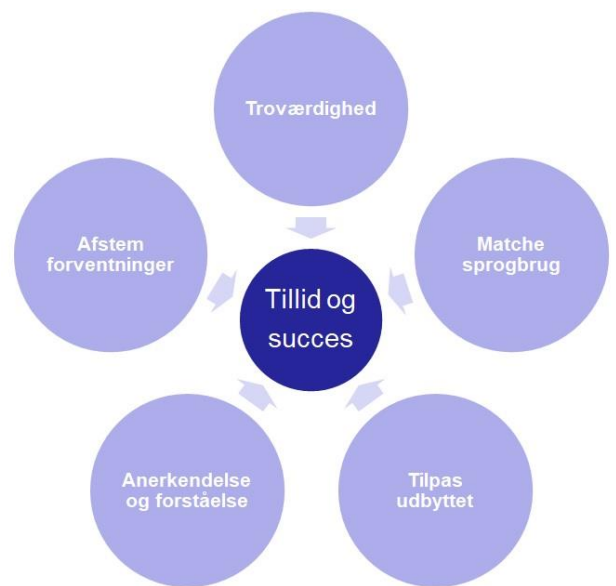 Troværdighed
Afstem
forventninger
Matche
sprogbrug
Tillid og
succes
Anerkendelse
og forståelse
Tilpas
udbyttet